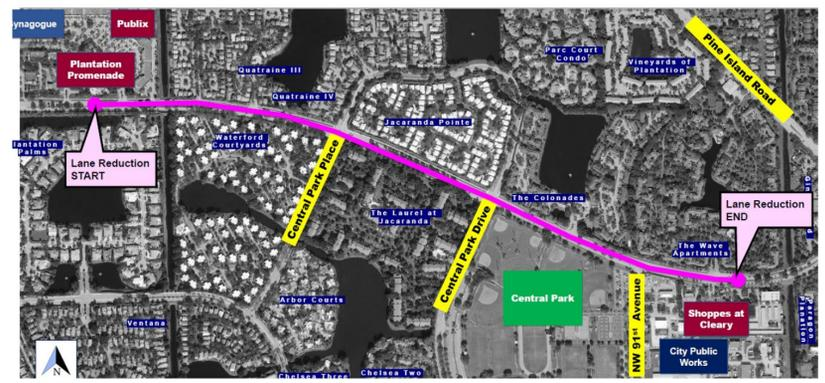 ynagogue
Publix
Plantation
Promenade
Quatraine III
Quatraine IV
Parc Court
Condo
Vineyards of
Plantation
Pine Island Road
Jacaranda Pointe
lantation
Palms
Waterford
Courtyards
Lane Reduction
START
Central Park Place
The Laurel at
Jacaranda
Central Park Drive
The Colonades
Lane Reduction
END
The Wave
Apartments
Central Park
NW 91st Avenue
Arbor Courts
Ventana
Shoppes at
Cleary
City Public
Works
Chelsea Three
Chelsea Two
N